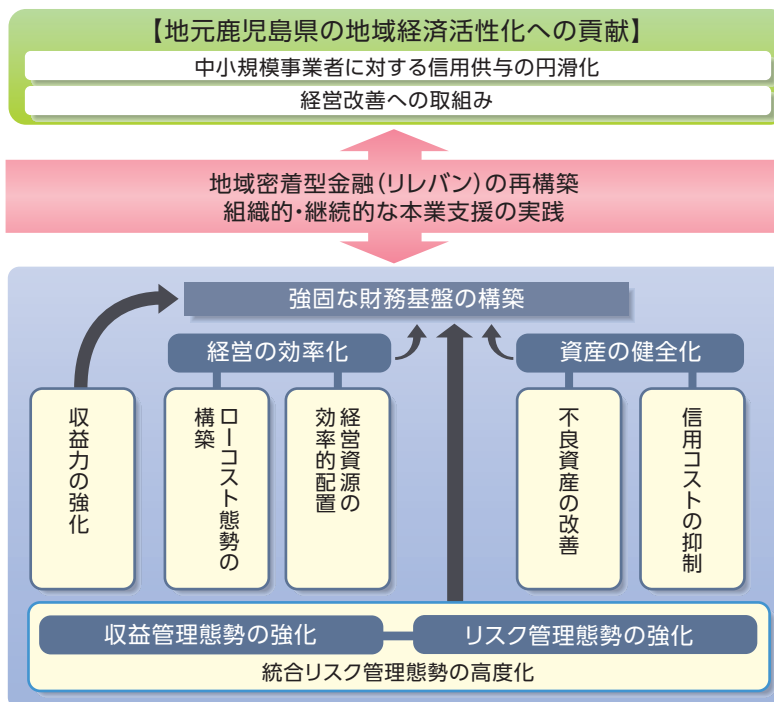 【地元鹿児島県の地域経済活性化への貢献】
中小規模事業者に対する信用供与の円滑化
経営改善への取組み
地域密着型金融(リレバン)の再構築
組織的・継続的な本業支援の実践
強固な財務基盤の構築
経営の効率化
資産の健全化
収益力の強化
ローコスト態勢の
構築
経営資源の
効率的配置
不良資産の改善
信用コストの抑制
収益管理態勢の強化
リスク管理態勢の強化
統合リスク管理態勢の高度化